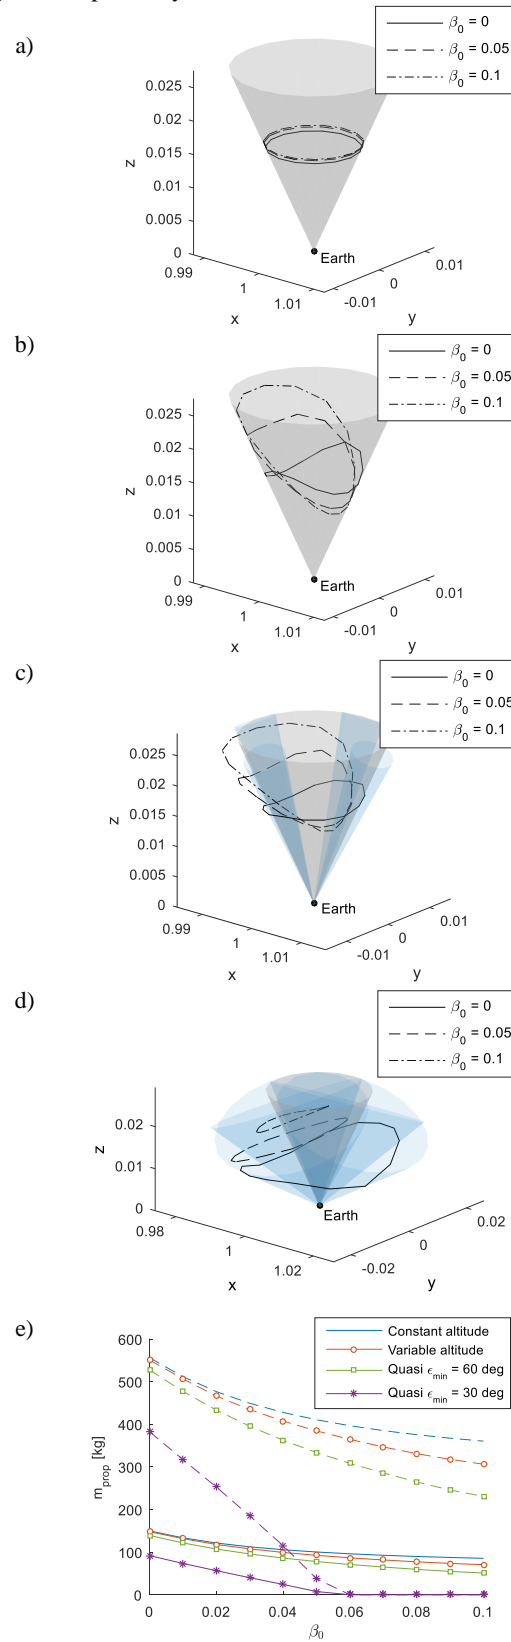 a)
β0 = 0
β0 = 0.05
β0 = 0.1
0.025
0.02
0.015
0.01
0.005
0
z
Earth
0.99
1
1.01
x
-0.01
0
0.01
y
b)
β0 = 0
β0 = 0.05
β0 = 0.1
0.025
0.02
0.015
0.01
0.005
0
z
Earth
0.99
1
1.01
x
-0.01
0
0.01
y
c)
β0 = 0
β0 = 0.05
β0 = 0.1
0.025
0.02
0.015
0.01
0.005
0
z
Earth
0.99
1
1.01
x
-0.01
0
0.01
y
d)
β0 = 0
β0 = 0.05
β0 = 0.1
0.02
0.01
0
z
Earth
0.98
1
1.02
x
-0.02
0
0.02
y
e)
Constant altitude
Variable altitude
Quasi ϵmin = 60 deg
Quasi ϵmin = 30 deg
600
500
400
300
200
100
0
mprop [kg]
0
0.02
0.04
0.06
0.08
0.1
β0